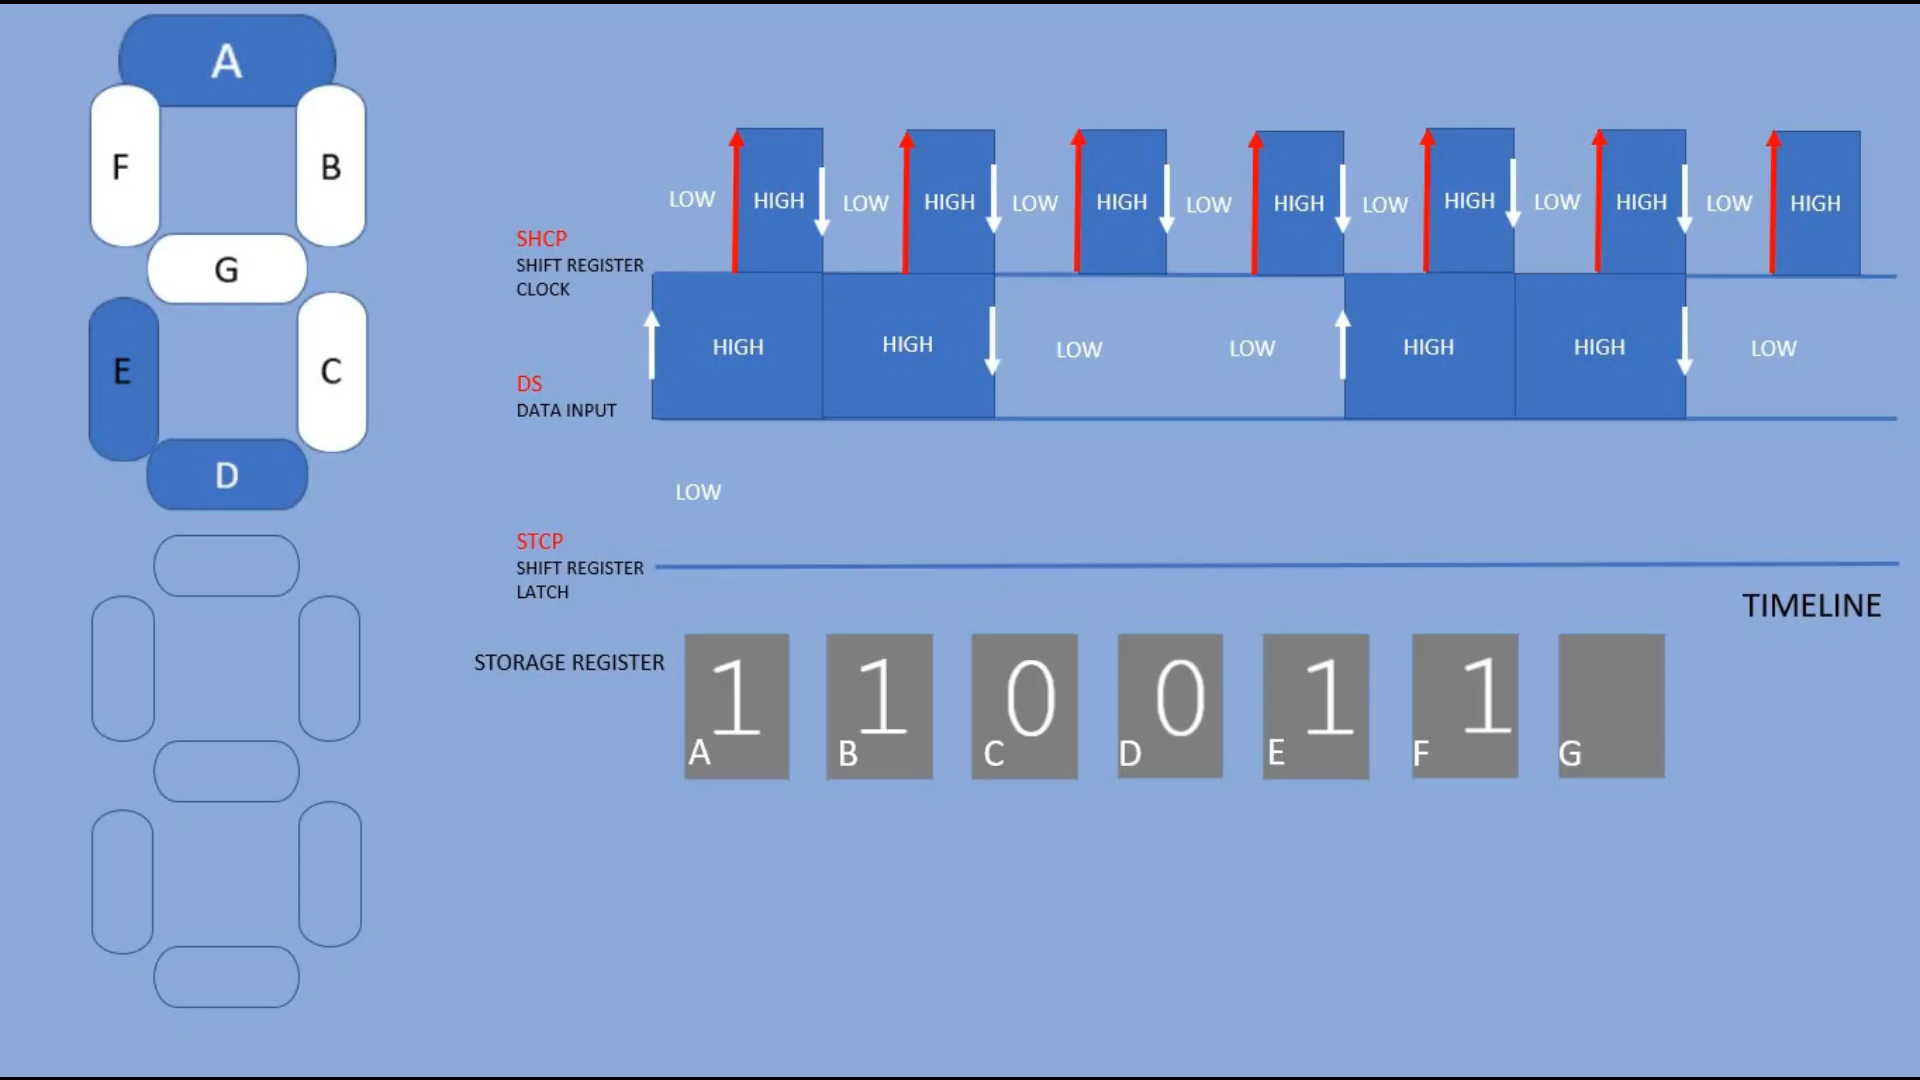 A
F
B
G
E
C
D
LOW HIGH LOW HIGH LOW HIGH LOW HIGH LOW HIGH LOW HIGH LOW HIGH
SHCP
SHIFT REGISTER
CLOCK
HIGH HIGH LOW LOW HIGH HIGH LOW
DS
DATA INPUT
LOW
STCP
SHIFT REGISTER
LATCH
TIMELINE
STORAGE REGISTER
1 1 0 0 1 1
A B C D E F G